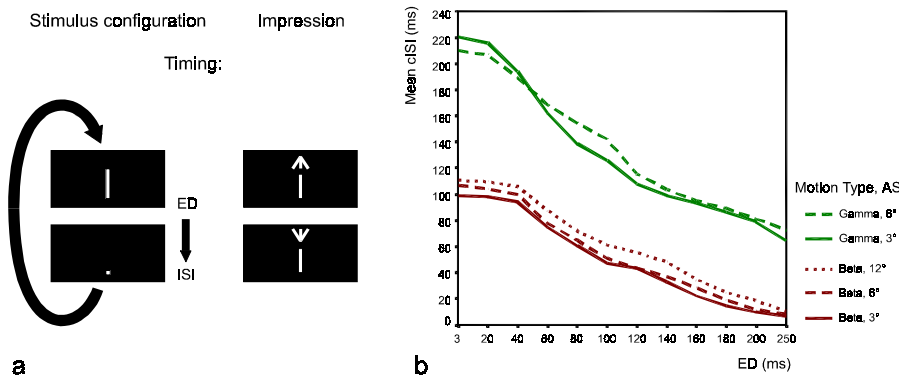 Stimulus configuration
Impression
Timing:
ED
ISI
a
Mean cISI (ms)
240
220
200
180
160
140
120
100
80
60
40
20
0
3 20 40 60 80 100 120 140 160 180 200 250
ED (ms)
Motion Type, AS
Gamma, 6°
Gamma, 3°
Beta, 12°
Beta, 6°
Beta, 3°
b